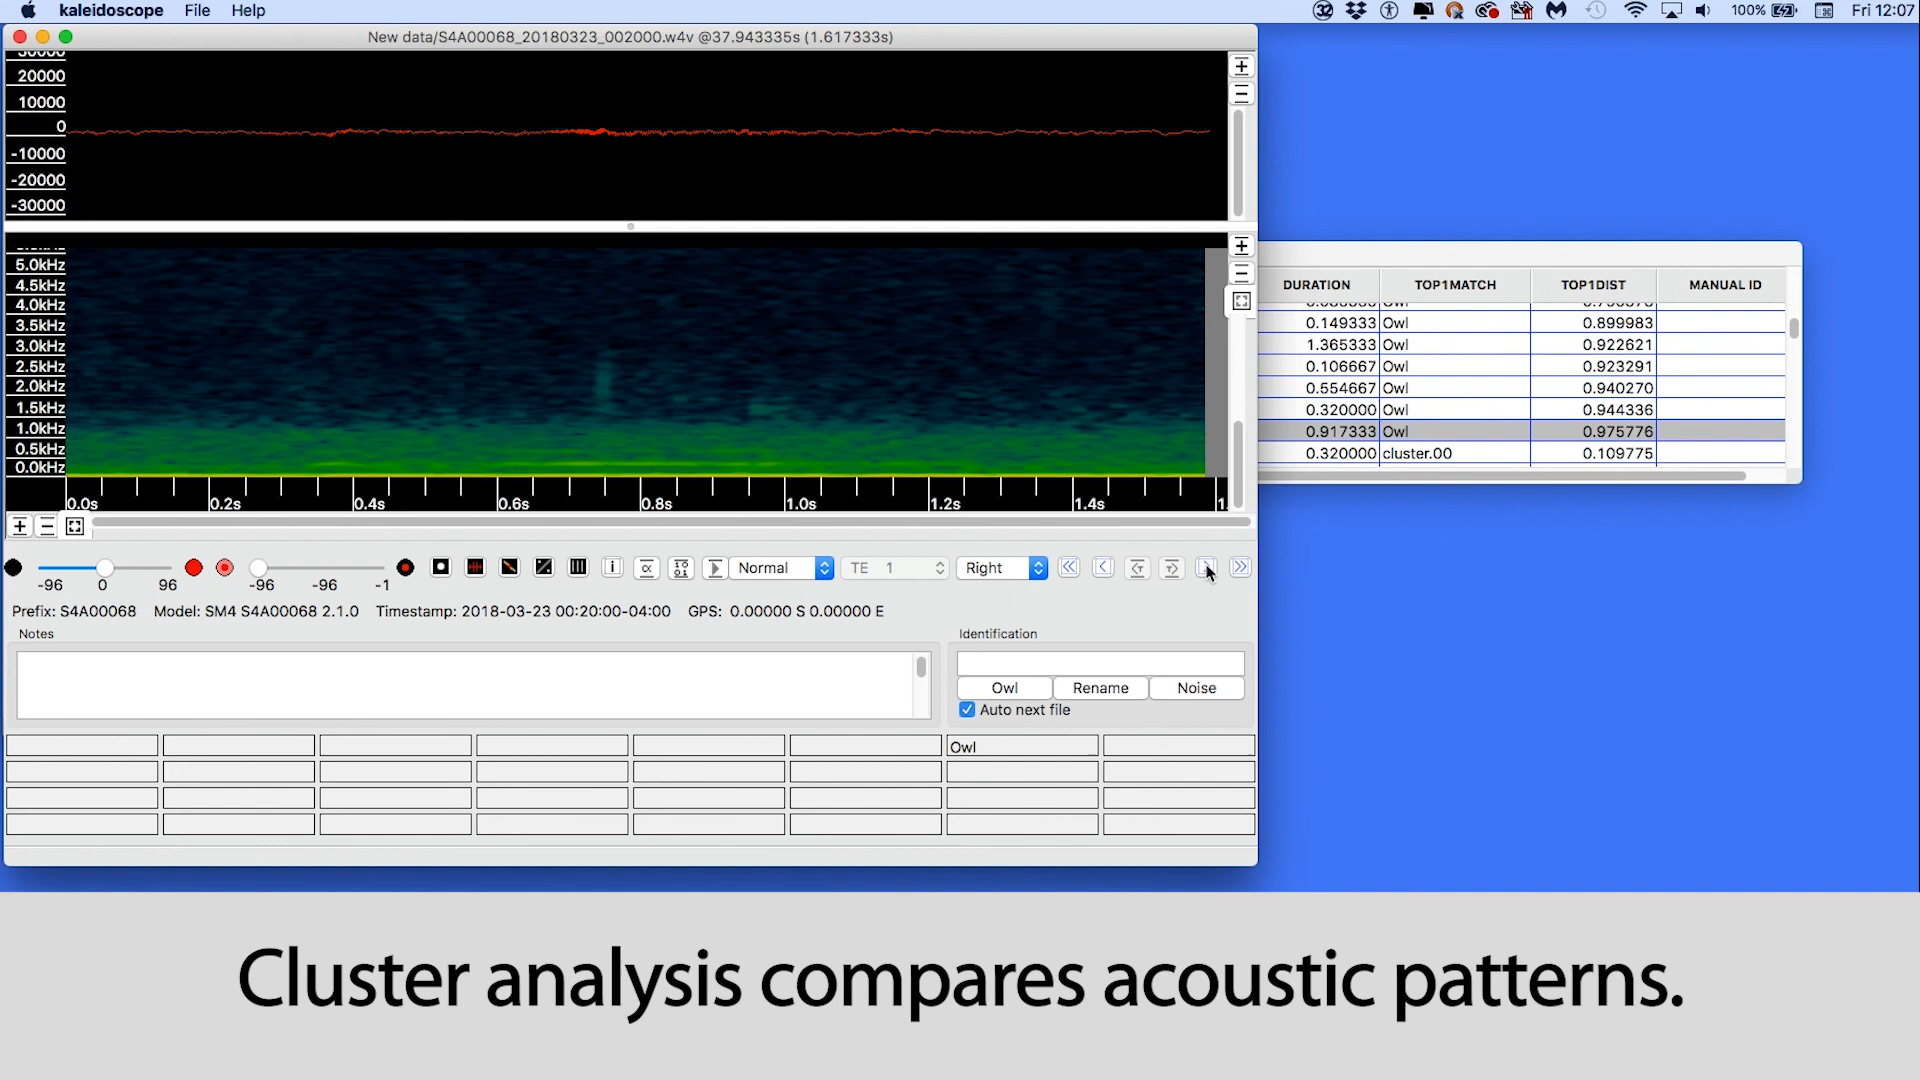 kaleidoscope File Help 100% Fri 12:07
New data/S4A00068_20180323_002000.w4v @37.943335s (1.617333s)
30000
20000
10000
0
-10000
-20000
-30000
5.0kHz
4.5kHz
4.0kHz
3.5kHz
3.0kHz
2.5kHz
2.0kHz
1.5kHz
1.0kHz
0.5kHz
0.0kHz
0.0s 0.2s 0.4s 0.6s 0.8s 1.0s 1.2s 1.4s 1.
DURATION TOP1MATCH TOP1DIST MANUAL ID
0.149333 Owl 0.899983
1.365333 Owl 0.922621
0.106667 Owl 0.923291
0.554667 Owl 0.940270
0.320000 Owl 0.944336
0.917333 Owl 0.975776
0.320000 cluster.00 0.109775
Normal TE 1 Right
-96 0 96 -96 -96 -1
Prefix: S4A00068 Model: SM4 S4A00068 2.1.0 Timestamp: 2018-03-23 00:20:00-04:00 GPS: 0.00000 S 0.00000 E
Notes
Identification
Owl Rename Noise
Auto next file
Owl
Cluster analysis compares acoustic patterns.